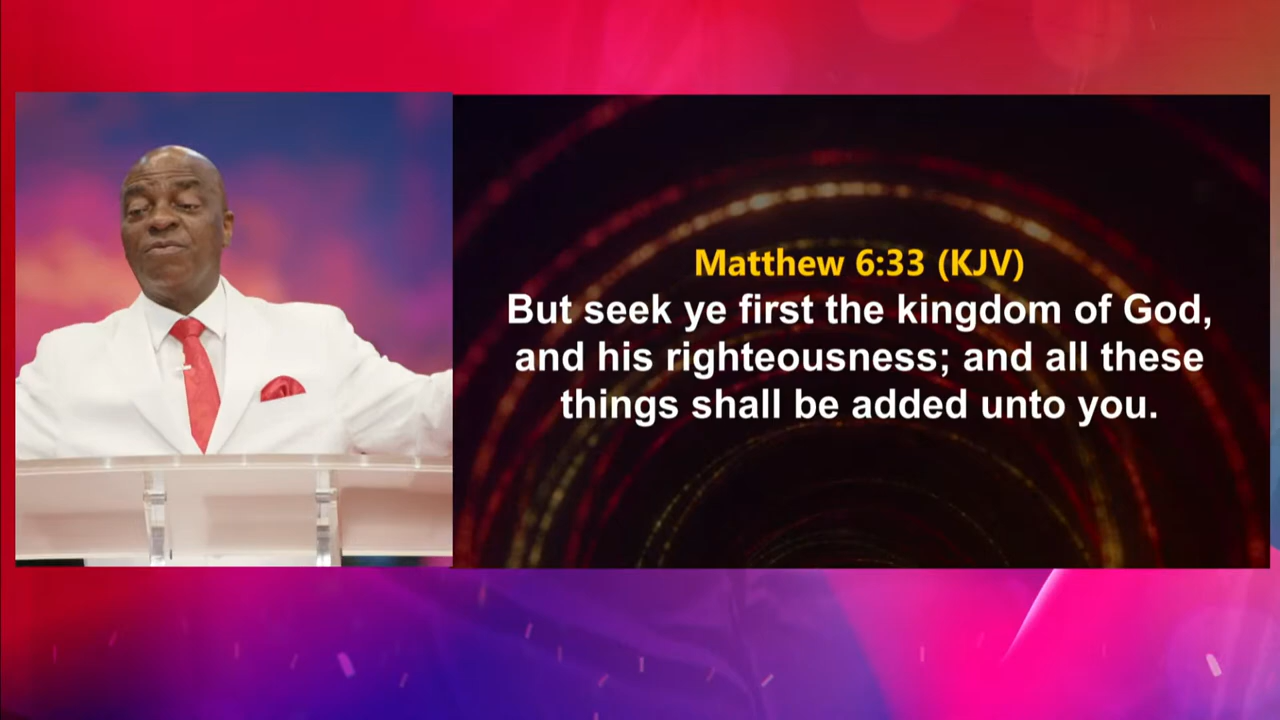 Matthew 6:33 (KJV)
But seek ye first the kingdom of God,
and his righteousness; and all these
things shall be added unto you.